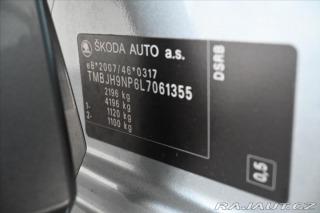 ŠKODA AUTO a.s.
e8*2007/46*0317
TMBJH9NP6L7061355
2196 kg
4196 kg
1- 1120 kg
2- 1100 kg
DSRB
0.5
RAJAUT.CZ